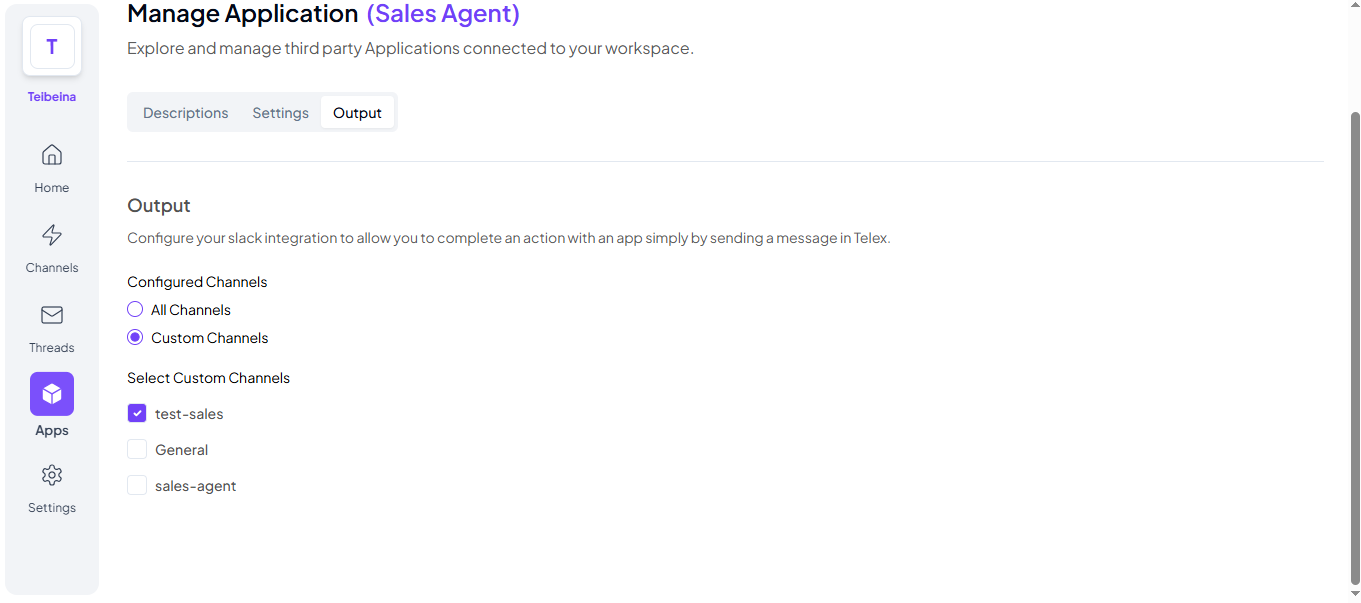 T
Teibeina
Home
Channels
Threads
Apps
Settings
Manage Application (Sales Agent)
Explore and manage third party Applications connected to your workspace.
Descriptions Settings Output
Output
Configure your slack integration to allow you to complete an action with an app simply by sending a message in Telex.
Configured Channels
All Channels
Custom Channels
Select Custom Channels
test-sales
General
sales-agent